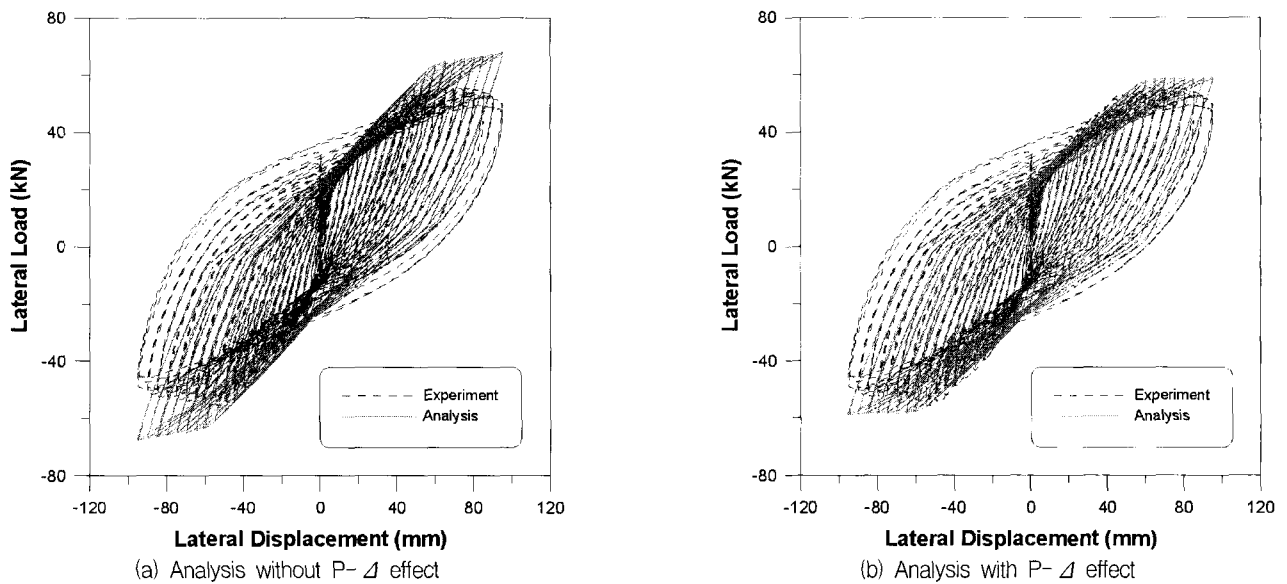 80
40
0
-40
-80
Lateral Load (kN)
Experiment
Analysis
-120
-80
-40
0
40
80
120
Lateral Displacement (mm)
(a) Analysis without P-Δ effect
80
40
0
-40
-80
Lateral Load (kN)
Experiment
Analysis
-120
-80
-40
0
40
80
120
Lateral Displacement (mm)
(b) Analysis with P-Δ effect